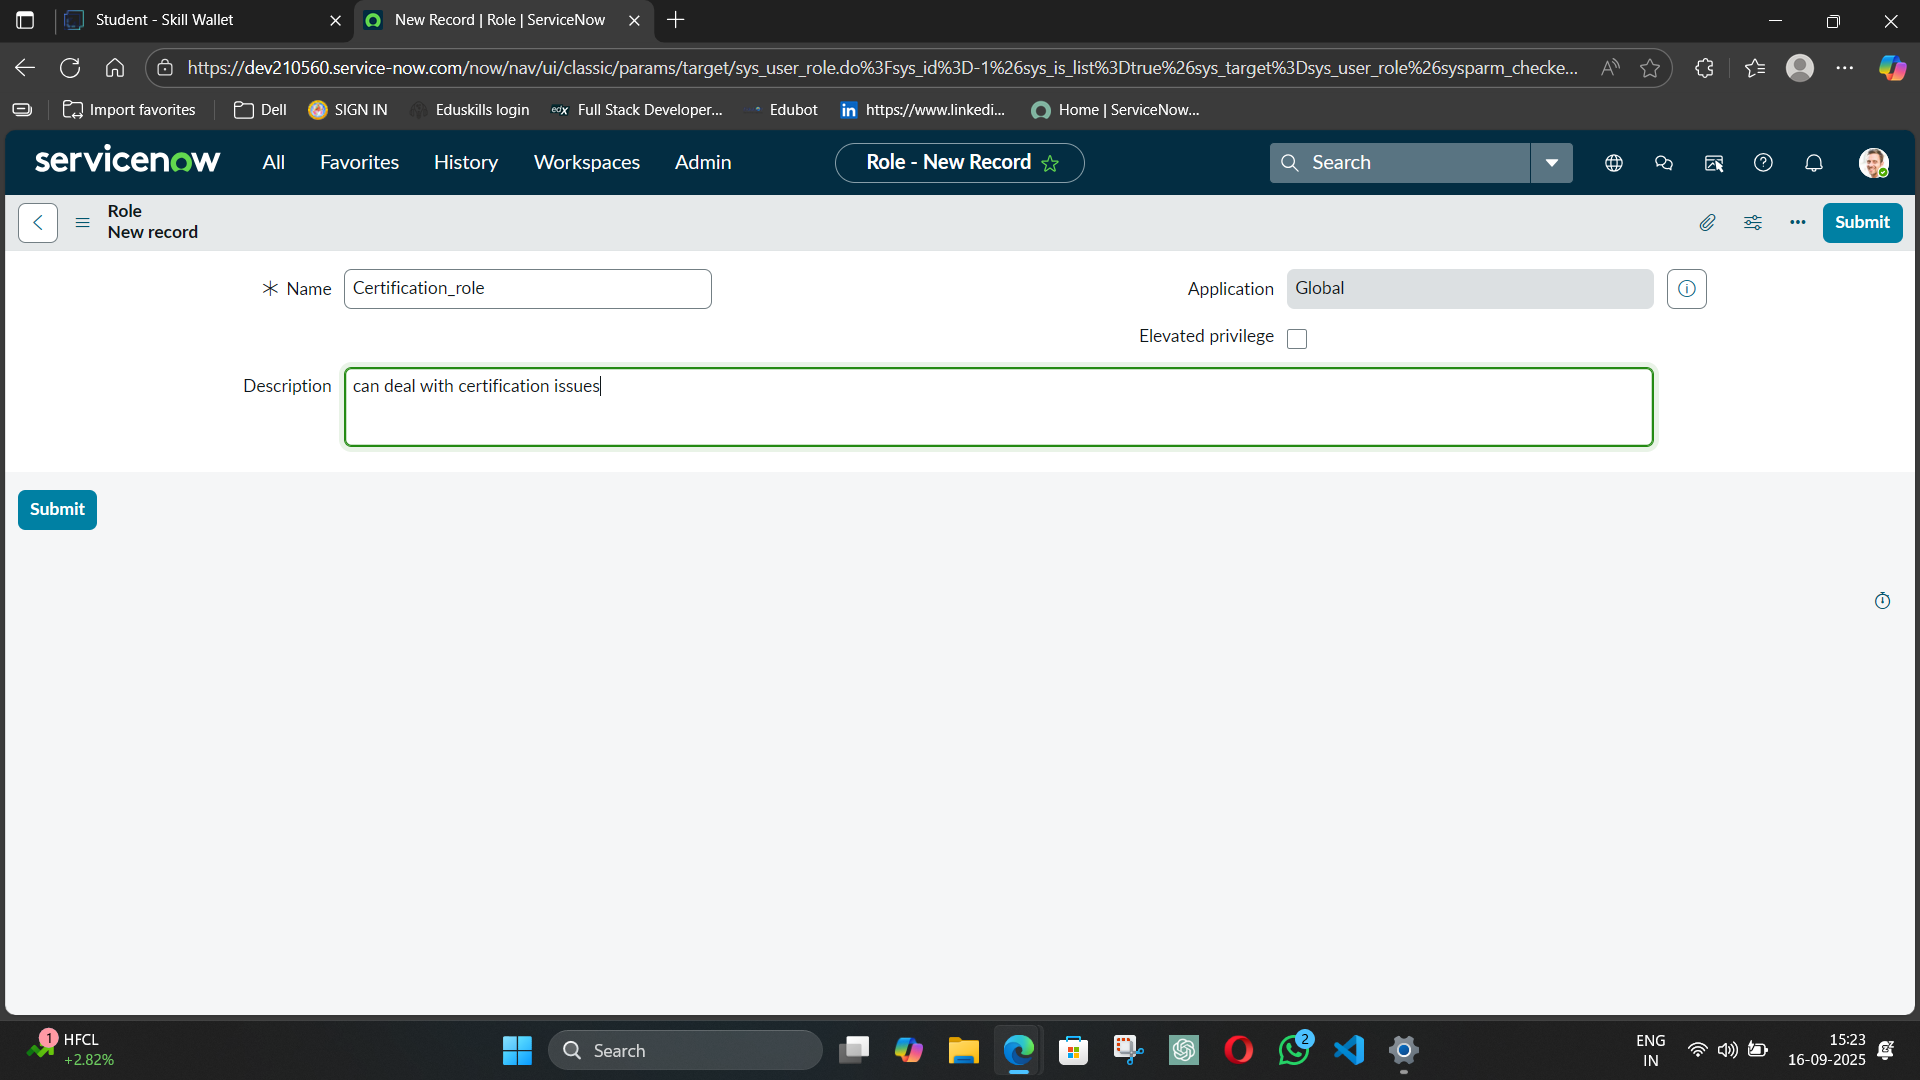 Student - Skill Wallet
New Record | Role | ServiceNow
https://dev210560.service-now.com/now/nav/ui/classic/params/target/sys_user_role.do%3Fsys_id%3D-1%26sys_is_list%3Dtrue%26sys_target%3Dsys_user_role%26sysparm_checke...
Import favorites
Dell
SIGN IN
Eduskills login
edX
Full Stack Developer...
Edubot
https://www.linkedi...
Home | ServiceNow...
servicenow
All
Favorites
History
Workspaces
Admin
Role - New Record
Search
Role
New record
Submit
Name
Certification_role
Application
Global
Elevated privilege
Description
can deal with certification issues
Submit
1
HFCL
+2.82%
Search
2
ENG
IN
15:23
16-09-2025